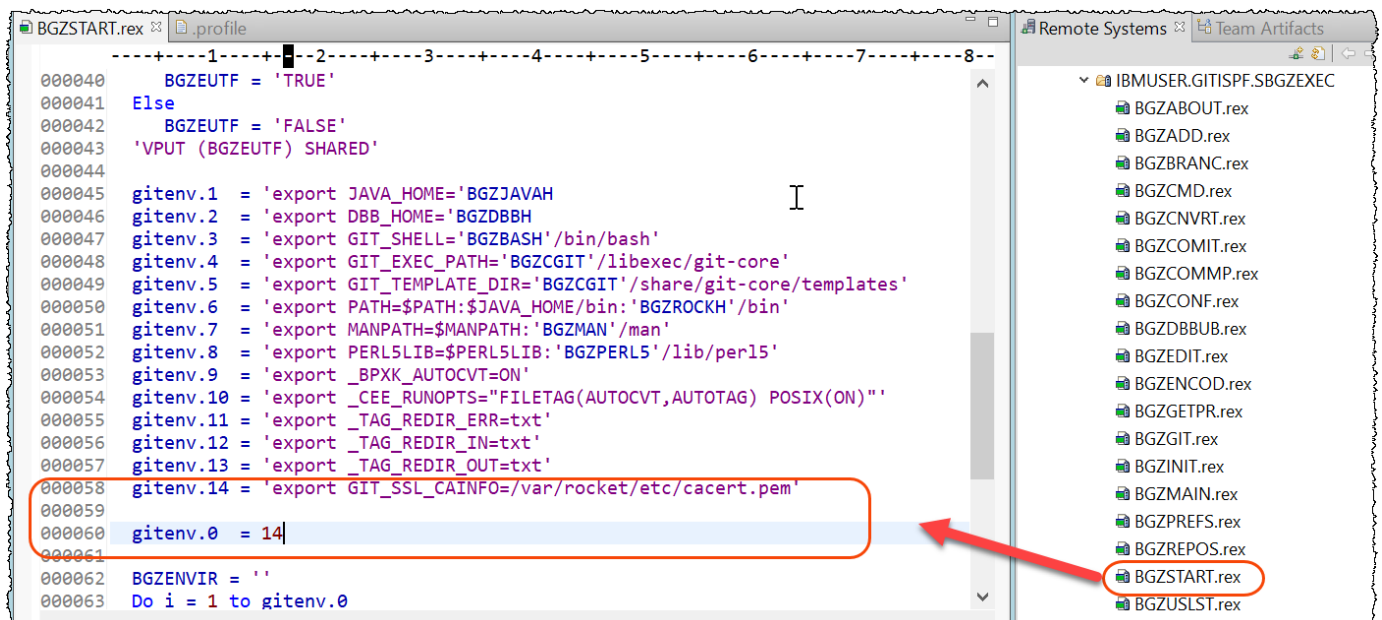 BGZSTART.rex
.profile
----+----1----+-----2----+----3----+----4----+----5----+----6----+----7----+----8--
000040 BGZEUTF = 'TRUE'
000041 Else
000042 BGZEUTF = 'FALSE'
000043 'VPUT (BGZEUTF) SHARED'
000044
000045 gitenv.1 = 'export JAVA_HOME='BGZJAVAH
000046 gitenv.2 = 'export DBB_HOME='BGZDBBH
000047 gitenv.3 = 'export GIT_SHELL='BGZBASH'/bin/bash'
000048 gitenv.4 = 'export GIT_EXEC_PATH='BGZCGIT'/libexec/git-core'
000049 gitenv.5 = 'export GIT_TEMPLATE_DIR='BGZCGIT'/share/git-core/templates'
000050 gitenv.6 = 'export PATH=$PATH:$JAVA_HOME/bin:'BGZROCKH'/bin'
000051 gitenv.7 = 'export MANPATH=$MANPATH:'BGZMAN'/man'
000052 gitenv.8 = 'export PERL5LIB=$PERL5LIB:'BGZPERL5'/lib/perl5'
000053 gitenv.9 = 'export _BPXK_AUTOCVT=ON'
000054 gitenv.10 = 'export _CEE_RUNOPTS="FILETAG(AUTOCVT,AUTOTAG) POSIX(ON)"'
000055 gitenv.11 = 'export _TAG_REDIR_ERR=txt'
000056 gitenv.12 = 'export _TAG_REDIR_IN=txt'
000057 gitenv.13 = 'export _TAG_REDIR_OUT=txt'
000058 gitenv.14 = 'export GIT_SSL_CAINFO=/var/rocket/etc/cacert.pem'
000059
000060 gitenv.0 = 14
000061
000062 BGZENVIR = ''
000063 Do i = 1 to gitenv.0
Remote Systems
Team Artifacts
IBMUSER.GITISPF.SBGZEXEC
BGZABOUT.rex
BGZADD.rex
BGZBRANC.rex
BGZCMD.rex
BGZCNVRT.rex
BGZCOMIT.rex
BGZCOMMP.rex
BGZCONF.rex
BGZDBBUB.rex
BGZEDIT.rex
BGZENCOD.rex
BGZGETPR.rex
BGZGIT.rex
BGZINIT.rex
BGZMAIN.rex
BGZPREFS.rex
BGZREPOS.rex
BGZSTART.rex
BGZUSLST.rex